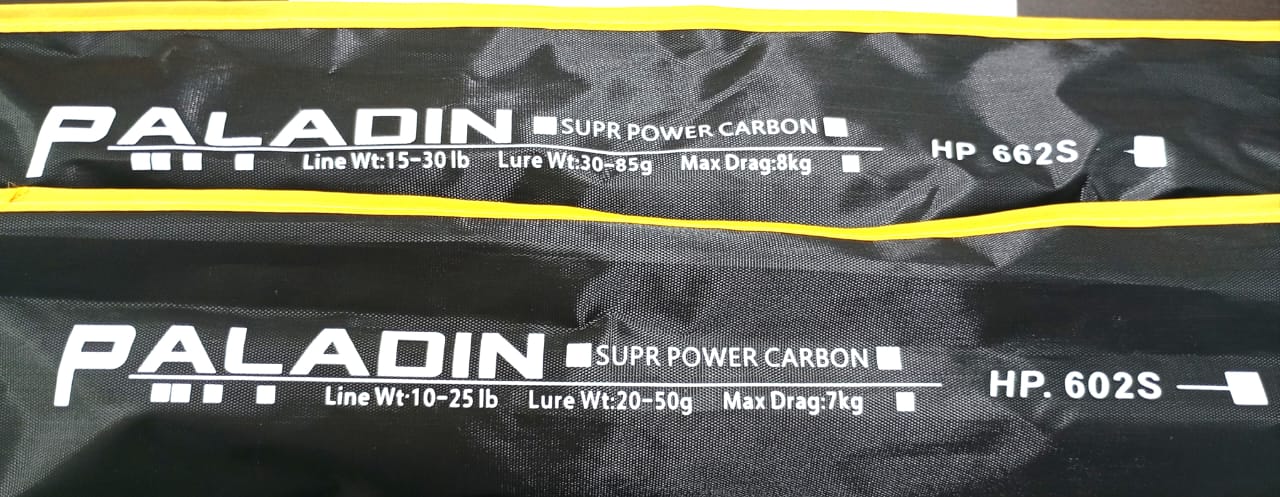 PALADIN SUPR POWER CARBON
HP 662S
Line Wt:15-30 lb Lure Wt:30-85g Max Drag:8kg
PALADIN SUPR POWER CARBON
HP. 602S
Line Wt·10-25 lb Lure Wt:20-50g Max Drag:7kg